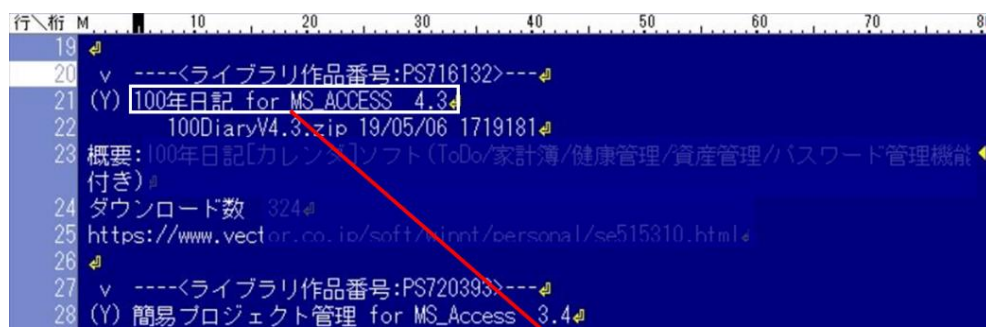 行＼桁 M 10 20 30 40 50 60 70 8
19
20 v ----<ライブラリ作品番号:PS716132>---
21 (Y) 100年日記 for MS_ACCESS 4.3
22 100DiaryV4.3.zip 19/05/06 1719181
23 概要:100年日記[カレンダ]ソフト(ToDo/家計簿/健康管理/資産管理/パスワード管理機能
付き)
24 ダウンロード数 324
25 https://www.vector.co.jp/soft/winnt/personal/se515310.html
26
27 v ----<ライブラリ作品番号:PS720393>---
28 (Y) 簡易プロジェクト管理 for MS_Access 3.4